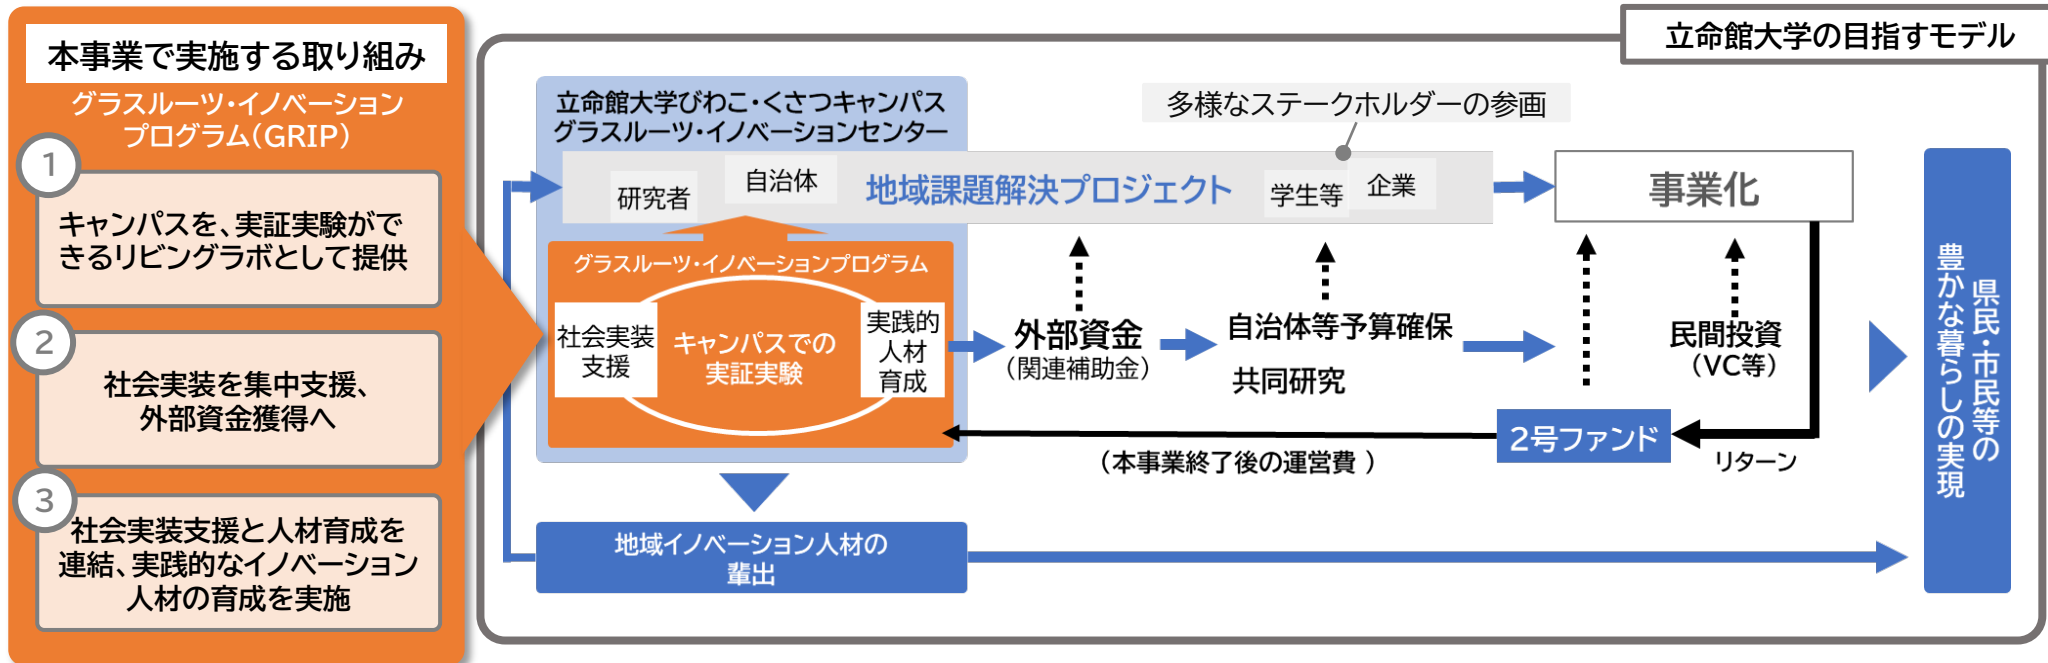 本事業で実施する取り組み
グラスルーツ・イノベーション
プログラム(GRIP)
1
キャンパスを、実証実験がで
きるリビングラボとして提供
2
社会実装を集中支援、
外部資金獲得へ
3
社会実装支援と人材育成を
連結、実践的なイノベーション
人材の育成を実施
立命館大学の目指すモデル
立命館大学びわこ・くさつキャンパス
グラスルーツ・イノベーションセンター
多様なステークホルダーの参画
研究者
自治体
地域課題解決プロジェクト
学生等
企業
事業化
グラスルーツ・イノベーションプログラム
社会実装
支援
キャンパスでの
実証実験
実践的
人材
育成
外部資金
(関連補助金)
自治体等予算確保
共同研究
民間投資
(VC等)
2号ファンド
リターン
(本事業終了後の運営費 )
地域イノベーション人材の
輩出
県民・市民等の
豊かな暮らしの実現